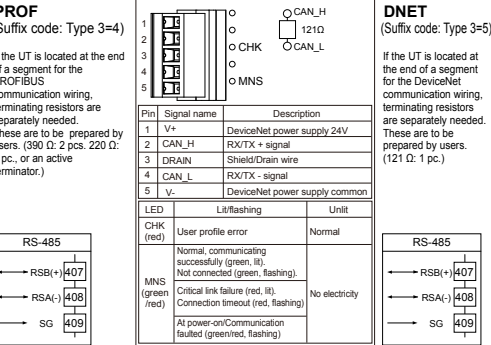 PROF
(Suffix code: Type 3=4)
If the UT is located at the end
of a segment for the
PROFIBUS
communication wiring,
terminating resistors are
separately needed.
These are to be prepared by
users. (390 Ω: 2 pcs. 220 Ω:
pc., or an active
terminator.)
RS-485
RSB(+) 407
RSA(-) 408
SG 409
1
2
3
4
5
CHK
MNS
CAN_H
121Ω
CAN_L
Pin Signal name Description
1 V+ DeviceNet power supply 24V
2 CAN_H RX/TX + signal
3 DRAIN Shield/Drain wire
4 CAN_L RX/TX - signal
5 V- DeviceNet power supply common
LED Lit/flashing Unlit
CHK
(red) User profile error Normal
MNS
(green
/red)
Normal, communicating
successfully (green, lit).
Not connected (green, flashing).
Critical link failure (red, lit).
Connection timeout (red, flashing)
At power-on/Communication
faulted (green/red, flashing)
No electricity
DNET
(Suffix code: Type 3=5)
If the UT is located at
the end of a segment
for the DeviceNet
communication wiring,
terminating resistors
are separately needed.
These are to be
prepared by users.
(121 Ω: 1 pc.)
RS-485
RSB(+) 407
RSA(-) 408
SG 409